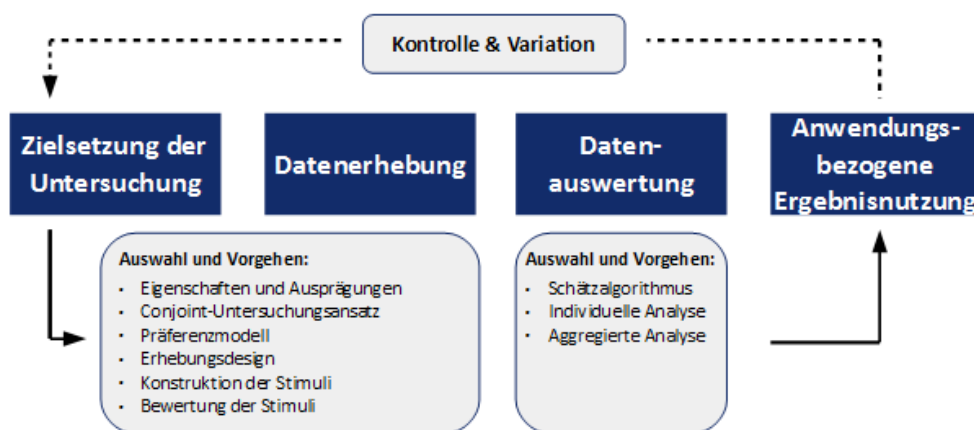 Kontrolle & Variation
Zielsetzung der
Untersuchung
Datenerhebung
Daten-
auswertung
Anwendungs-
bezogene
Ergebnisnutzung
Auswahl und Vorgehen:
• Eigenschaften und Ausprägungen
• Conjoint-Untersuchungsansatz
• Präferenzmodell
• Erhebungsdesign
• Konstruktion der Stimuli
• Bewertung der Stimuli
Auswahl und Vorgehen:
• Schätzalgorithmus
• Individuelle Analyse
• Aggregierte Analyse